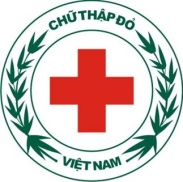 CHỮ THẬP ĐỎ
VIỆT NAM